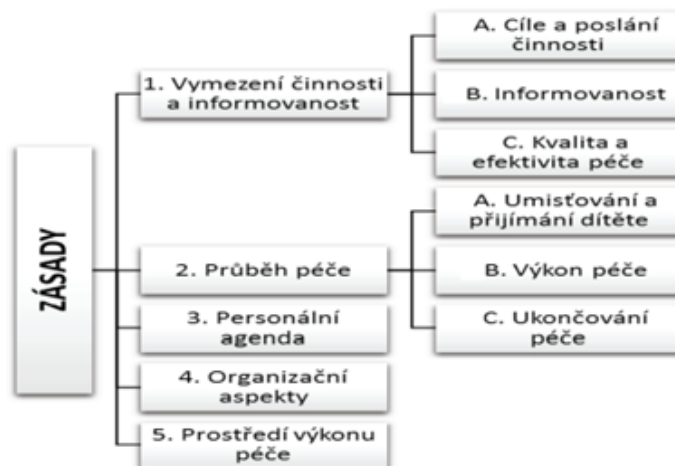 ZÁSADY
1. Vymezení činnosti
a informovanost
A. Cíle a poslání
činnosti
B. Informovanost
C. Kvalita a
efektivita péče
2. Průběh péče
A. Umisťování a
přijímání dítěte
B. Výkon péče
C. Ukončování
péče
3. Personální
agenda
4. Organizační
aspekty
5. Prostředí výkonu
péče